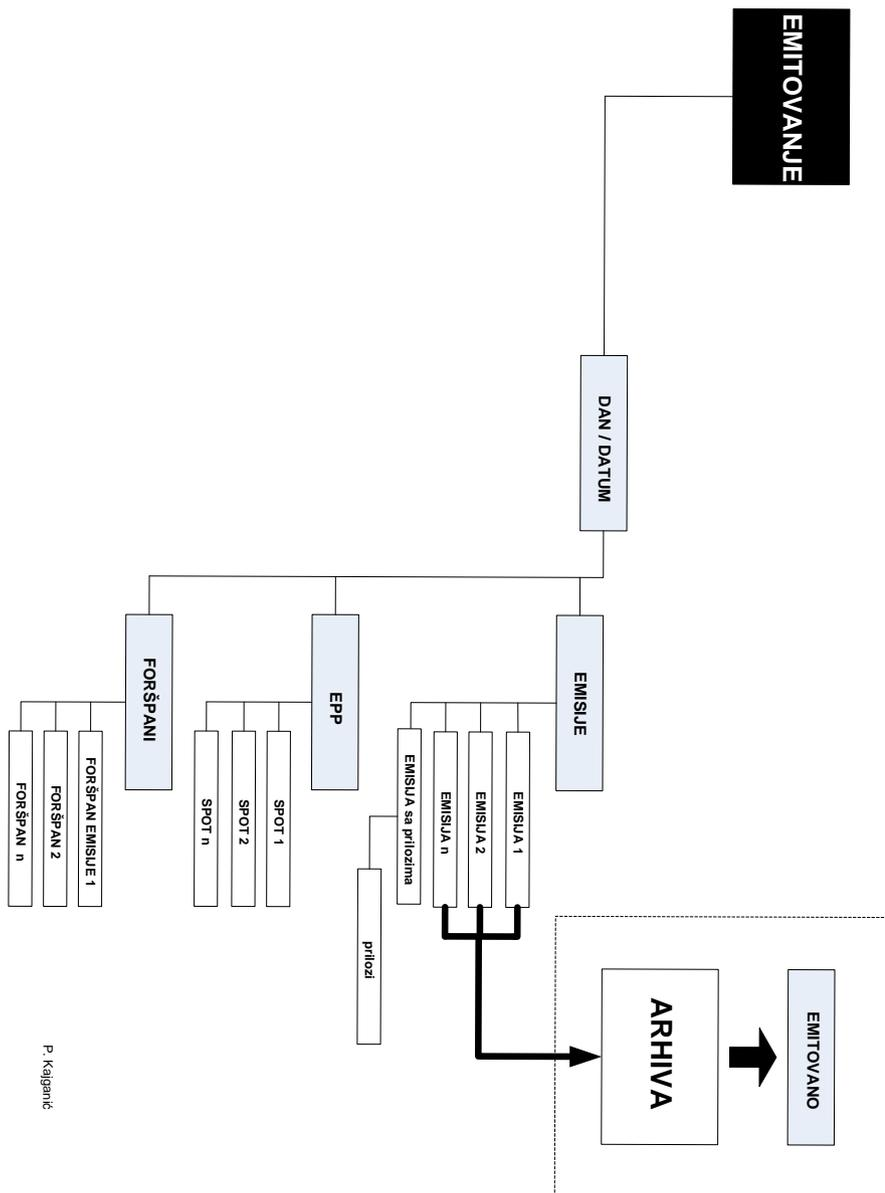 EMITOVANJE
DAN / DATUM
EMISIJE
EMISIJA 1
EMISIJA 2
EMISIJA n
EMISIJA sa prilozima
prilozi
EPP
SPOT 1
SPOT 2
SPOT n
FORŠPANI
FORŠPAN EMISIJE 1
FORŠPAN 2
FORŠPAN n
EMITOVANO
ARHIVA
P. Kajganić